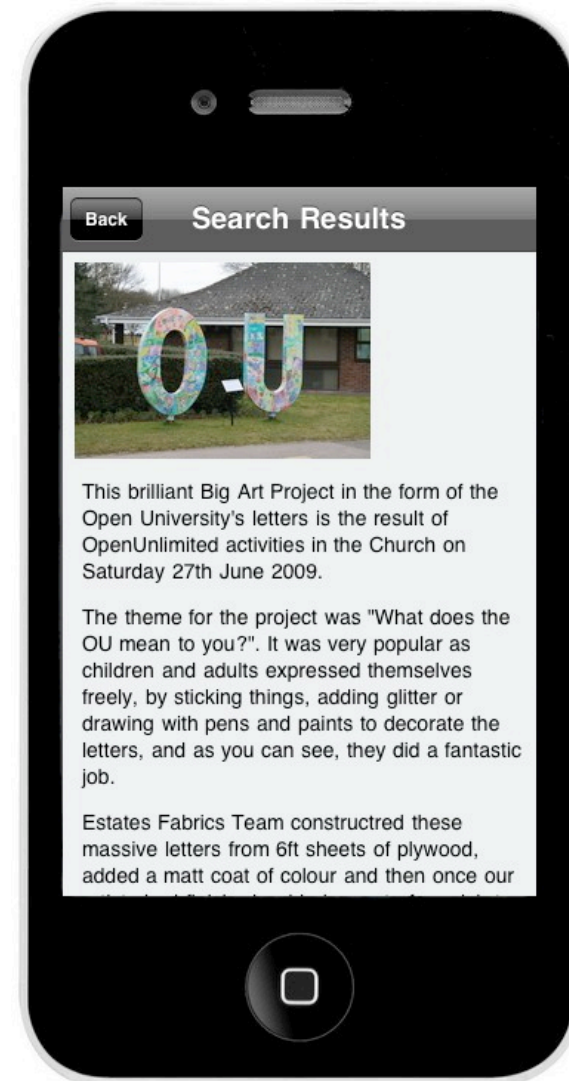 Back
Search Results
O U
This brilliant Big Art Project in the form of the
Open University's letters is the result of
OpenUnlimited activities in the Church on
Saturday 27th June 2009.
The theme for the project was "What does the
OU mean to you?". It was very popular as
children and adults expressed themselves
freely, by sticking things, adding glitter or
drawing with pens and paints to decorate the
letters, and as you can see, they did a fantastic
job.
Estates Fabrics Team constructred these
massive letters from 6ft sheets of plywood,
added a matt coat of colour and then once our